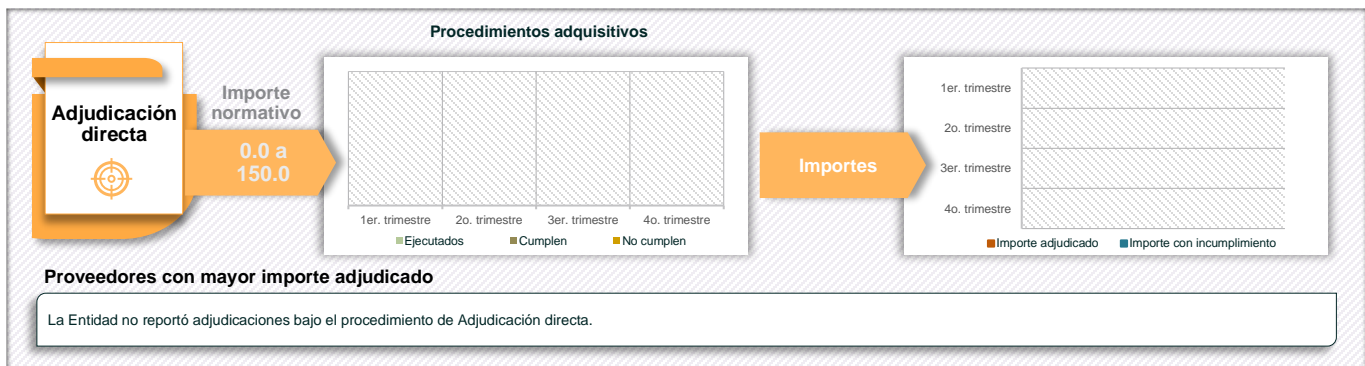 Procedimientos adquisitivos
Adjudicación
directa
Importe
normativo
0.0 a
150.0
1er. trimestre
2o. trimestre
3er. trimestre
4o. trimestre
Ejecutados
Cumplen
No cumplen
Importes
1er. trimestre
2o. trimestre
3er. trimestre
4o. trimestre
Importe adjudicado
Importe con incumplimiento
Proveedores con mayor importe adjudicado
La Entidad no reportó adjudicaciones bajo el procedimiento de Adjudicación directa.